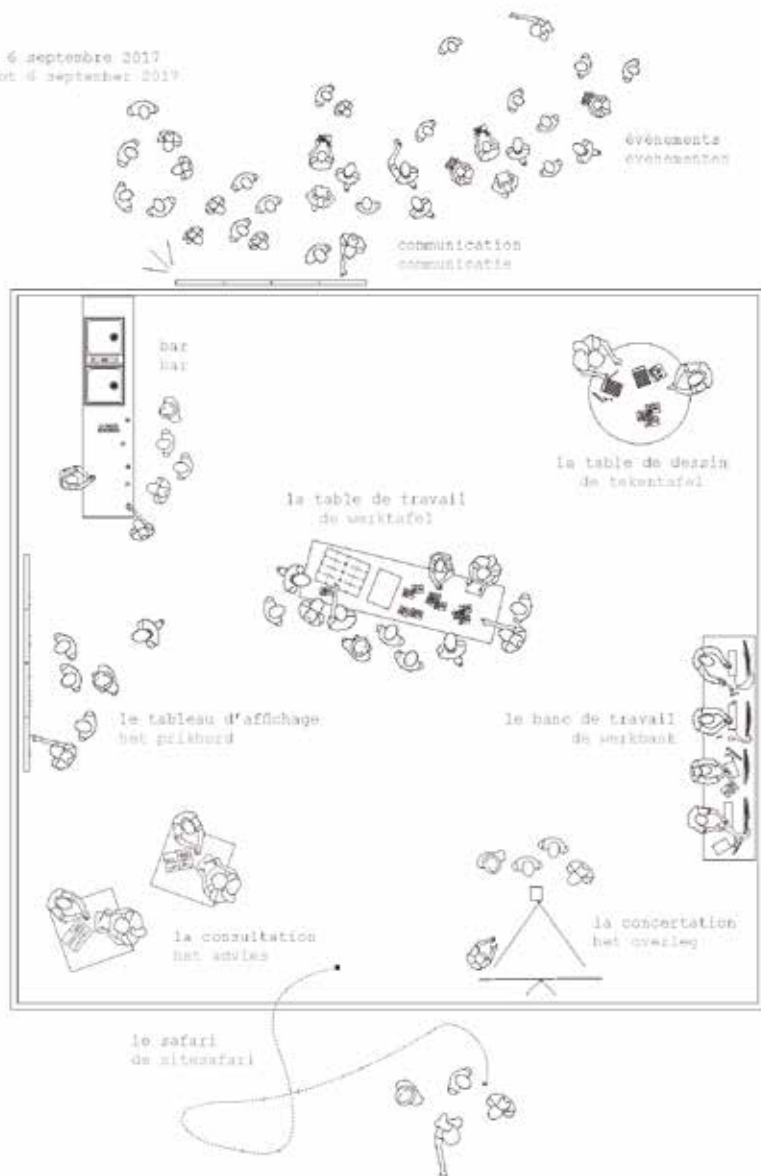 6 septembre 2017
ot 6 september 2017
évènements
evenementen
communication
communicatie
bar
bar
la table de dessin
de tekentafel
la table de travail
de werktafel
le tableau d'affichage
het prikbord
le banc de travail
de werkbank
la concertation
het overleg
la consultation
het advies
le safari
de sitesafari